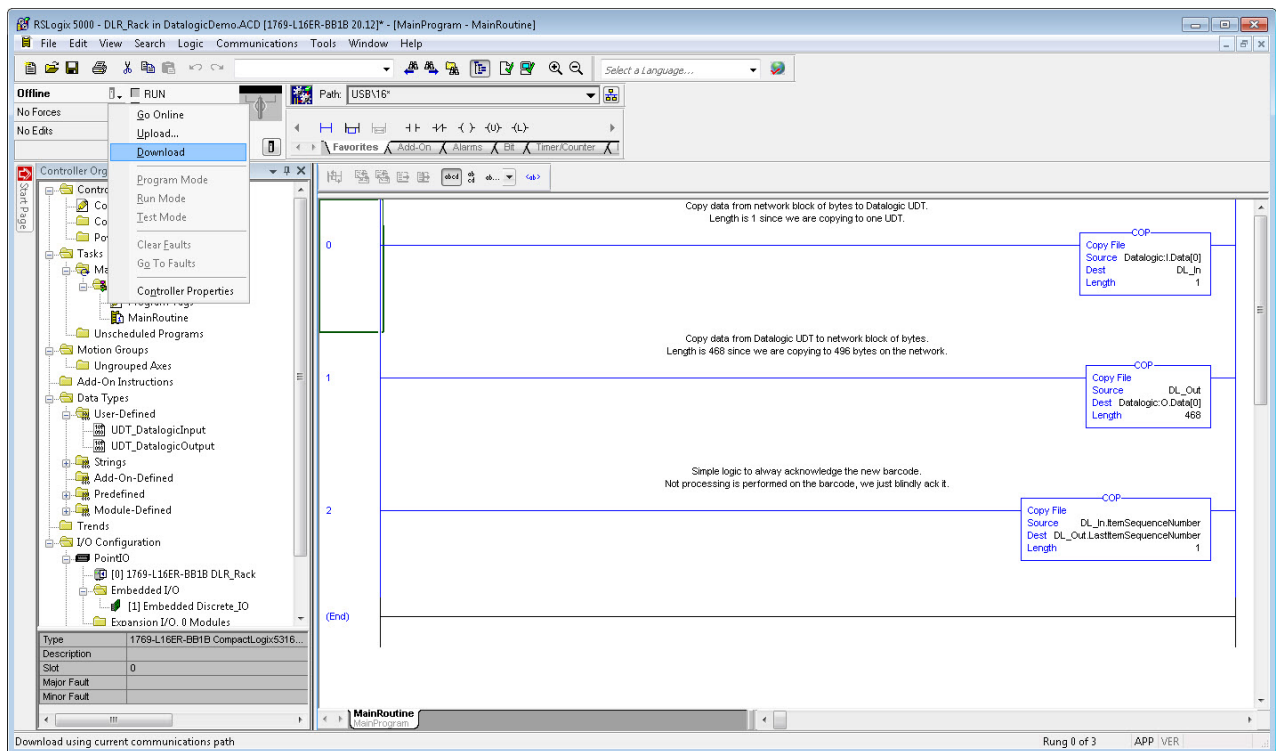 RSLogix 5000 - DLR_Rack in DatalogicDemo.ACD [1769-L16ER-BB1B 20.12]* - [MainProgram - MainRoutine]
File Edit View Search Logic Communications Tools Window Help
Select a Language...
Offline
RUN
Path: USB\16*
No Forces
No Edits
Go Online
Upload...
Download
Program Mode
Run Mode
Test Mode
Clear Faults
Go To Faults
Controller Properties
Favorites Add-On Alarms Bit Timer/Counter
Start Page
Controller Org
Contro
Co
Co
Po
Tasks
Ma
Program Tags
MainRoutine
Unscheduled Programs
Motion Groups
Ungrouped Axes
Add-On Instructions
Data Types
User-Defined
UDT_DatalogicInput
UDT_DatalogicOutput
Strings
Add-On-Defined
Predefined
Module-Defined
Trends
I/O Configuration
PointIO
[0] 1769-L16ER-BB1B DLR_Rack
Embedded I/O
[1] Embedded Discrete_IO
Expansion I/O, 0 Modules
Type 1769-L16ER-BB1B CompactLogix5316...
Description
Slot 0
Major Fault
Minor Fault
Copy data from network block of bytes to Datalogic UDT.
Length is 1 since we are copying to one UDT.
0
COP
Copy File
Source Datalogic:I.Data[0]
Dest DL_In
Length 1
Copy data from Datalogic UDT to network block of bytes.
Length is 468 since we are copying to 496 bytes on the network.
1
COP
Copy File
Source DL_Out
Dest Datalogic:O.Data[0]
Length 468
Simple logic to alway acknowledge the new barcode.
Not processing is performed on the barcode, we just blindly ack it.
2
COP
Copy File
Source DL_In.ItemSequenceNumber
Dest DL_Out.LastItemSequenceNumber
Length 1
(End)
MainRoutine
MainProgram
Download using current communications path
Rung 0 of 3 APP VER